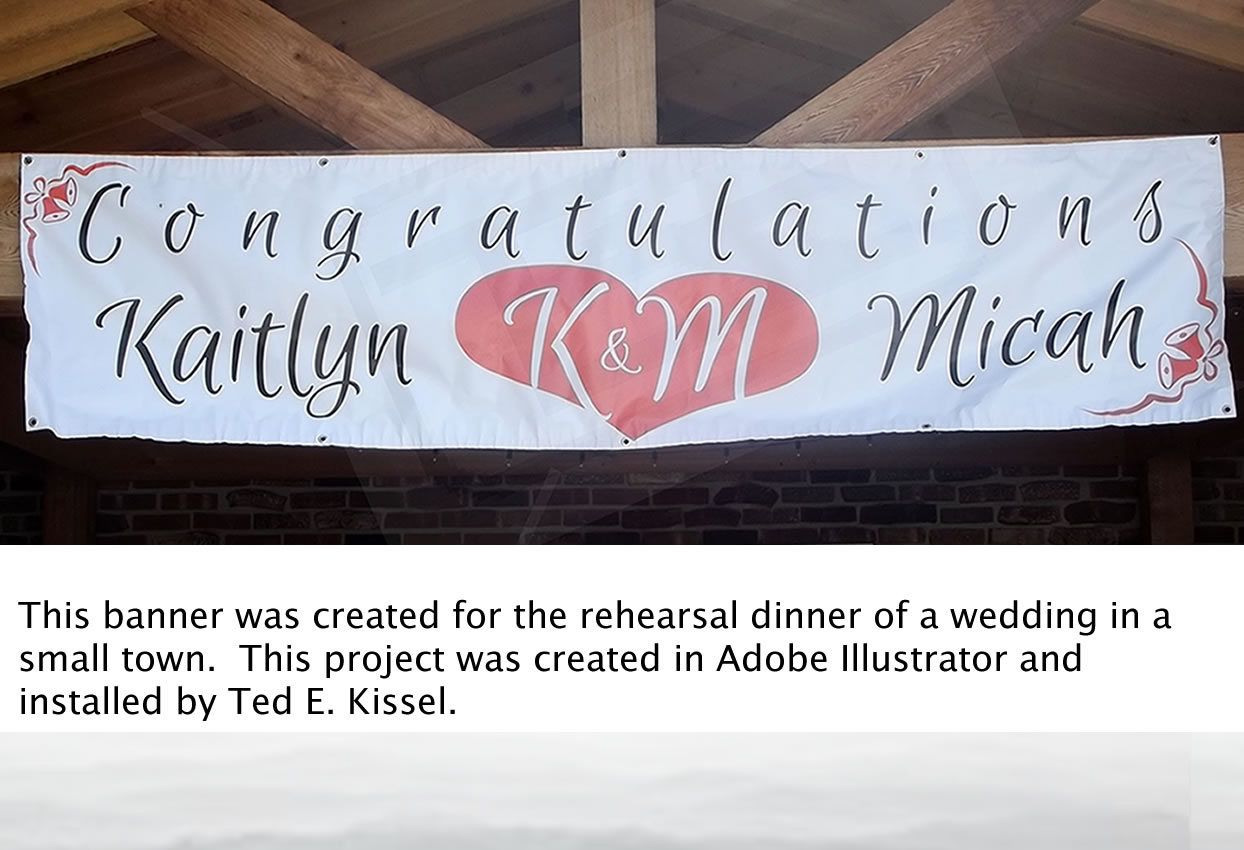 Congratulations
Kaitlyn K & M Micah
This banner was created for the rehearsal dinner of a wedding in a
small town.  This project was created in Adobe Illustrator and
installed by Ted E. Kissel.